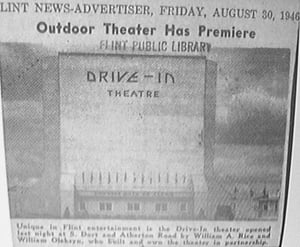 LINT NEWS-ADVERTISER, FRIDAY, AUGUST 30, 1946
Outdoor Theater Has Premiere
FLINT PUBLIC LIBRARY
DRIVE-IN
THEATRE
Unique in Flint entertainment is the Drive-In theater opened
last night at S. Dort and Atherton Road by William A. Rice and
William Olaksyn, who built and own the theater in partnership.